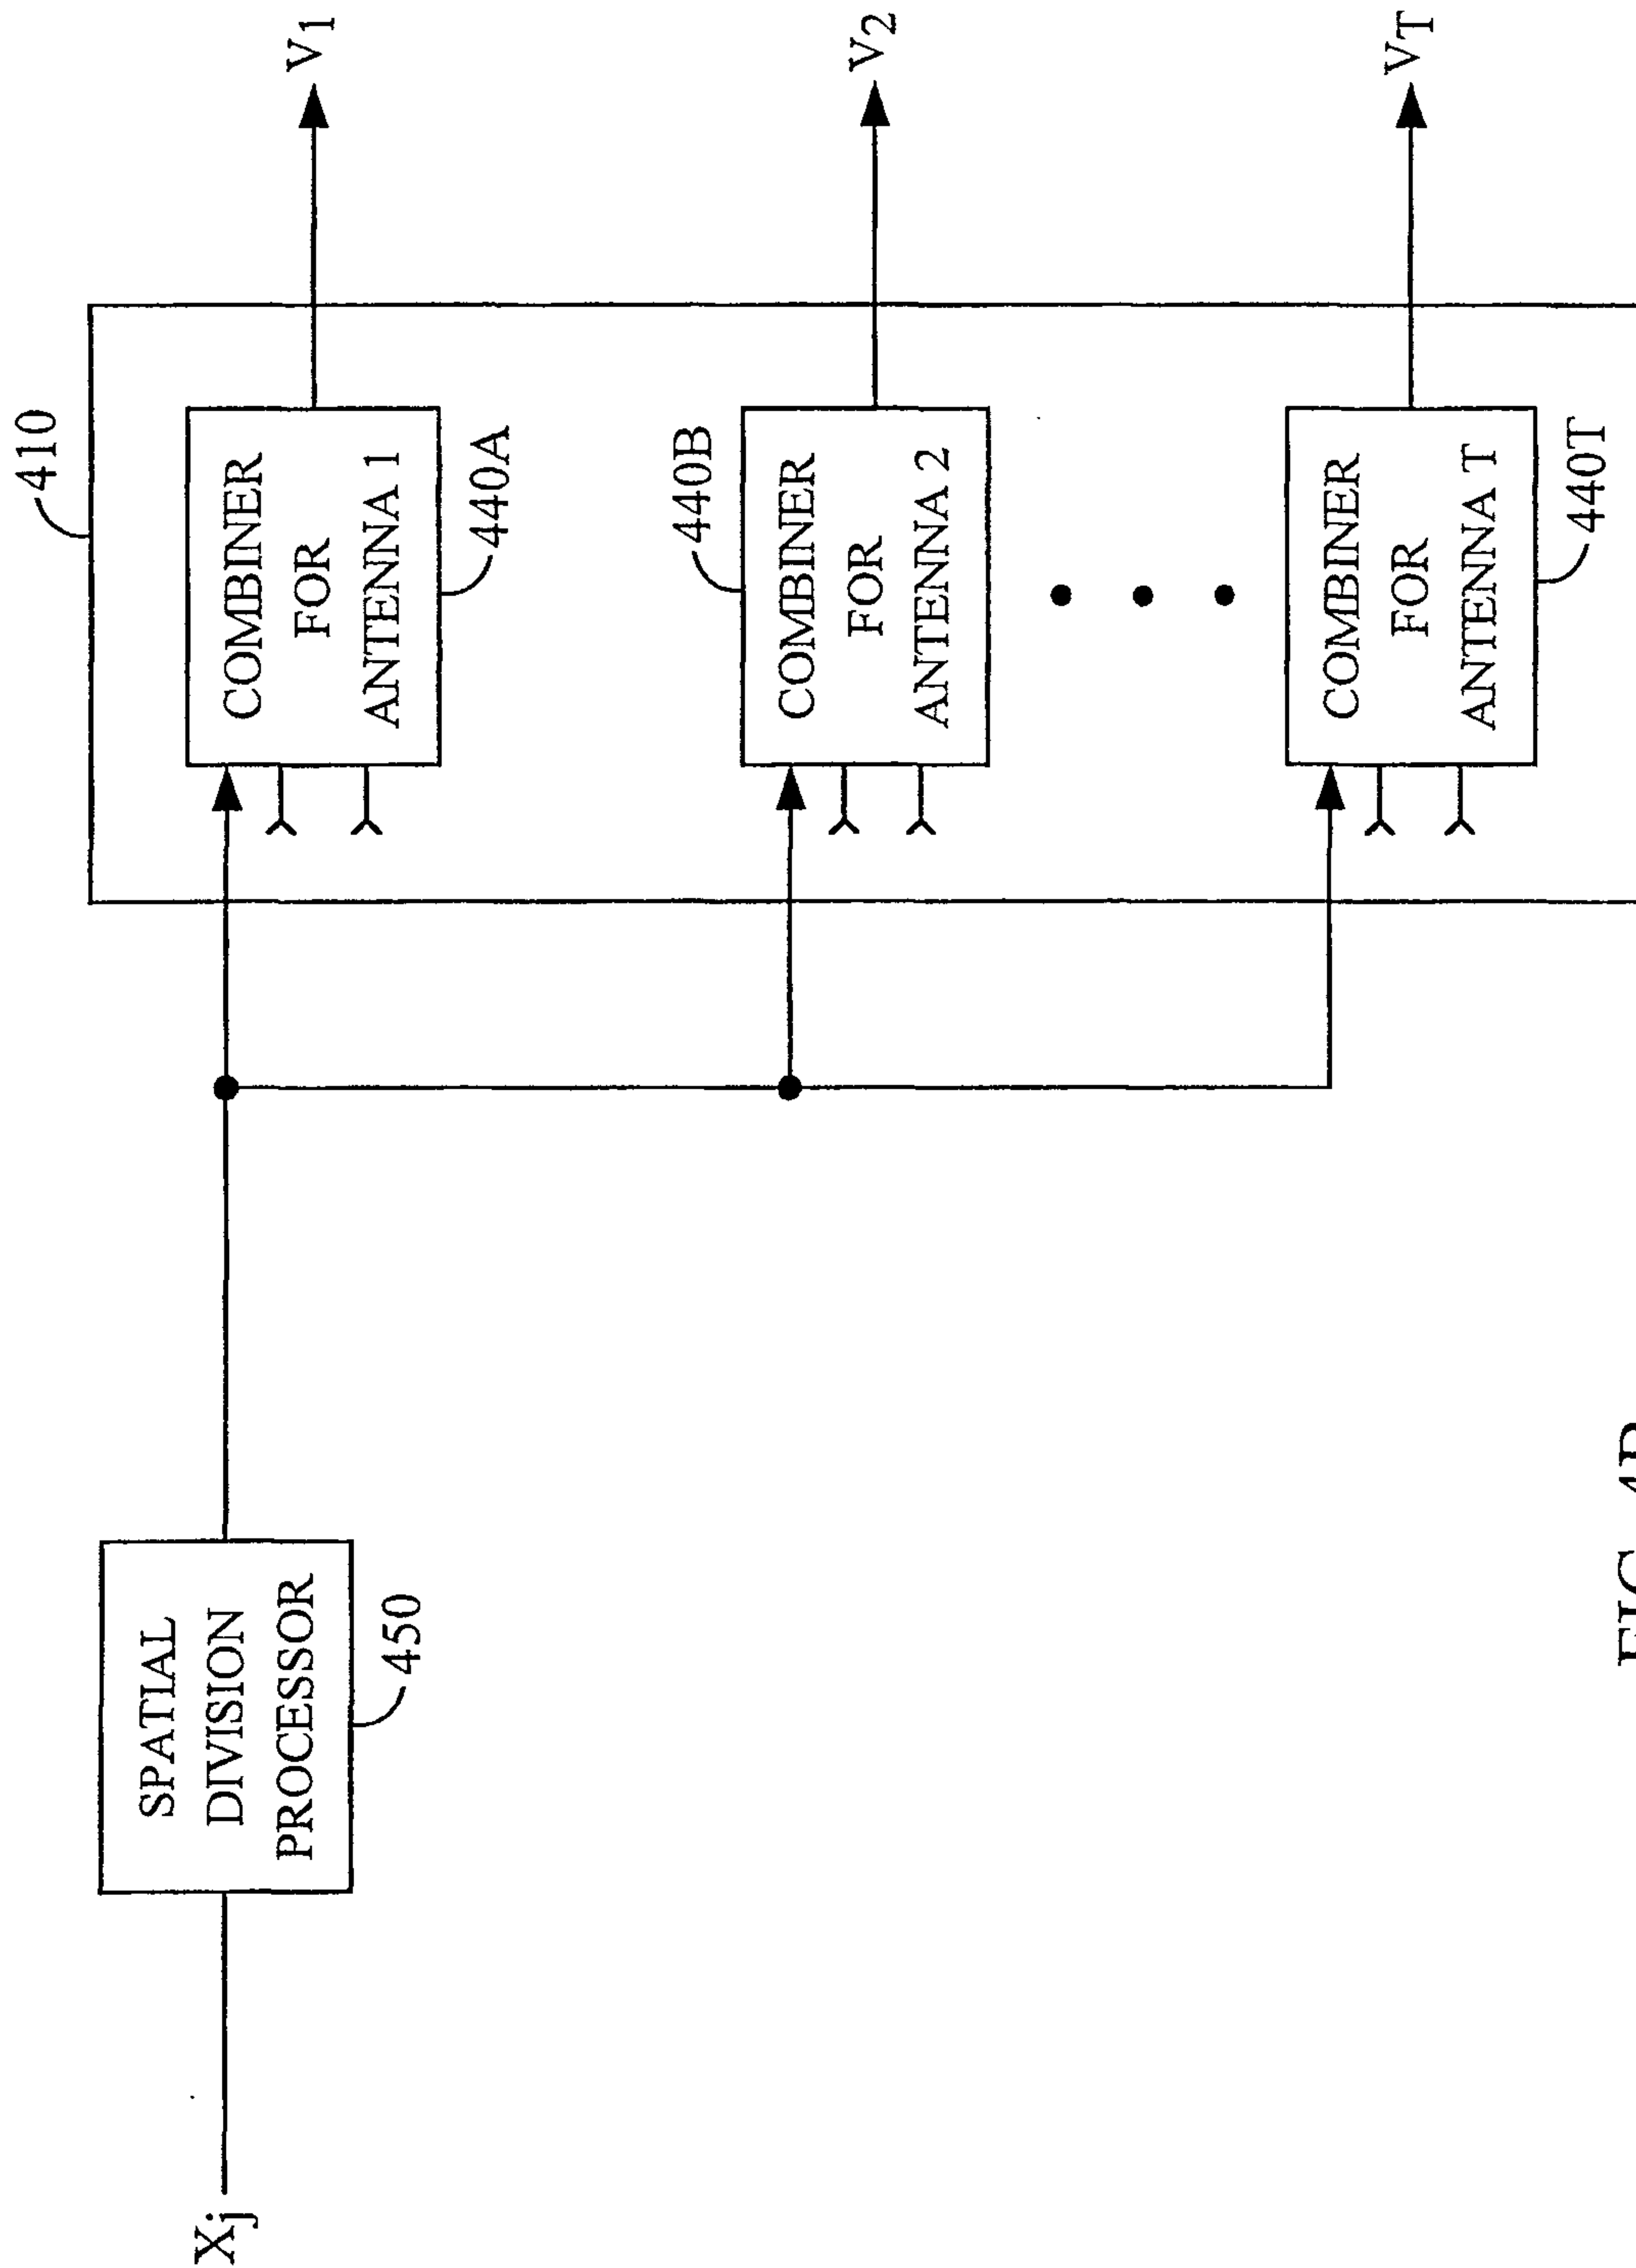 Xj
SPATIAL
DIVISION
PROCESSOR
450
410
COMBINER
FOR
ANTENNA 1
440A
V1
440B
COMBINER
FOR
ANTENNA 2
V2
COMBINER
FOR
ANTENNA T
440T
VT
FIG.